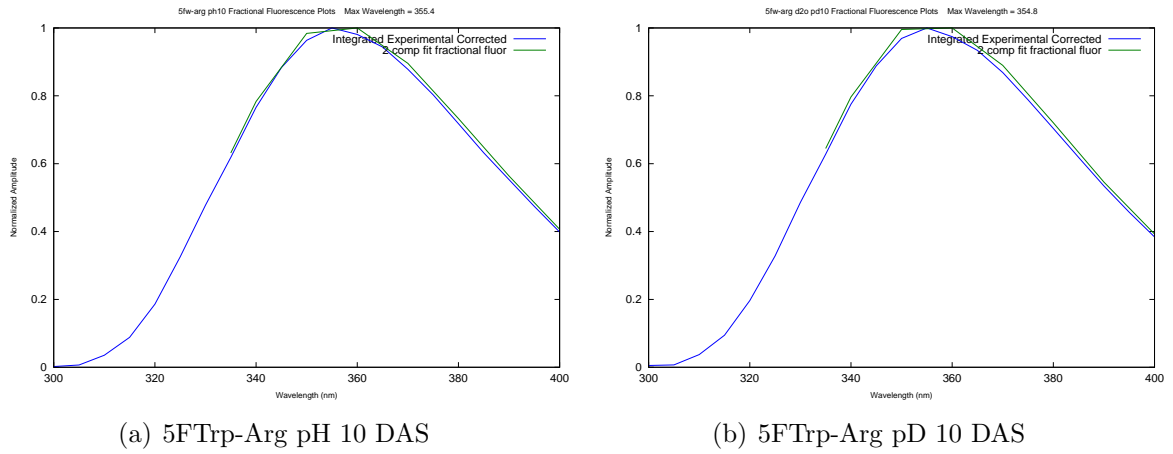 5fw-arg ph10 Fractional Fluorescence Plots Max Wavelength = 355.4
Integrated Experimental Corrected
2 comp fit fractional fluor
Normalized Amplitude
1
0.8
0.6
0.4
0.2
0
300
320
340
360
380
400
Wavelength (nm)
(a) 5FTrp-Arg pH 10 DAS
5fw-arg d2o pd10 Fractional Fluorescence Plots Max Wavelength = 354.8
Integrated Experimental Corrected
2 comp fit fractional fluor
Normalized Amplitude
1
0.8
0.6
0.4
0.2
0
300
320
340
360
380
400
Wavelength (nm)
(b) 5FTrp-Arg pD 10 DAS